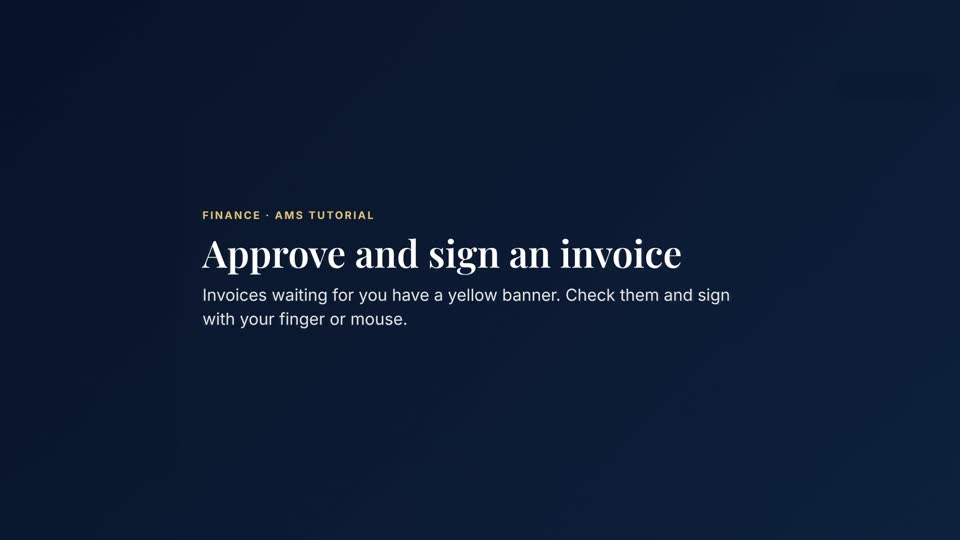 FINANCE · AMS TUTORIAL
Approve and sign an invoice
Invoices waiting for you have a yellow banner. Check them and sign
with your finger or mouse.